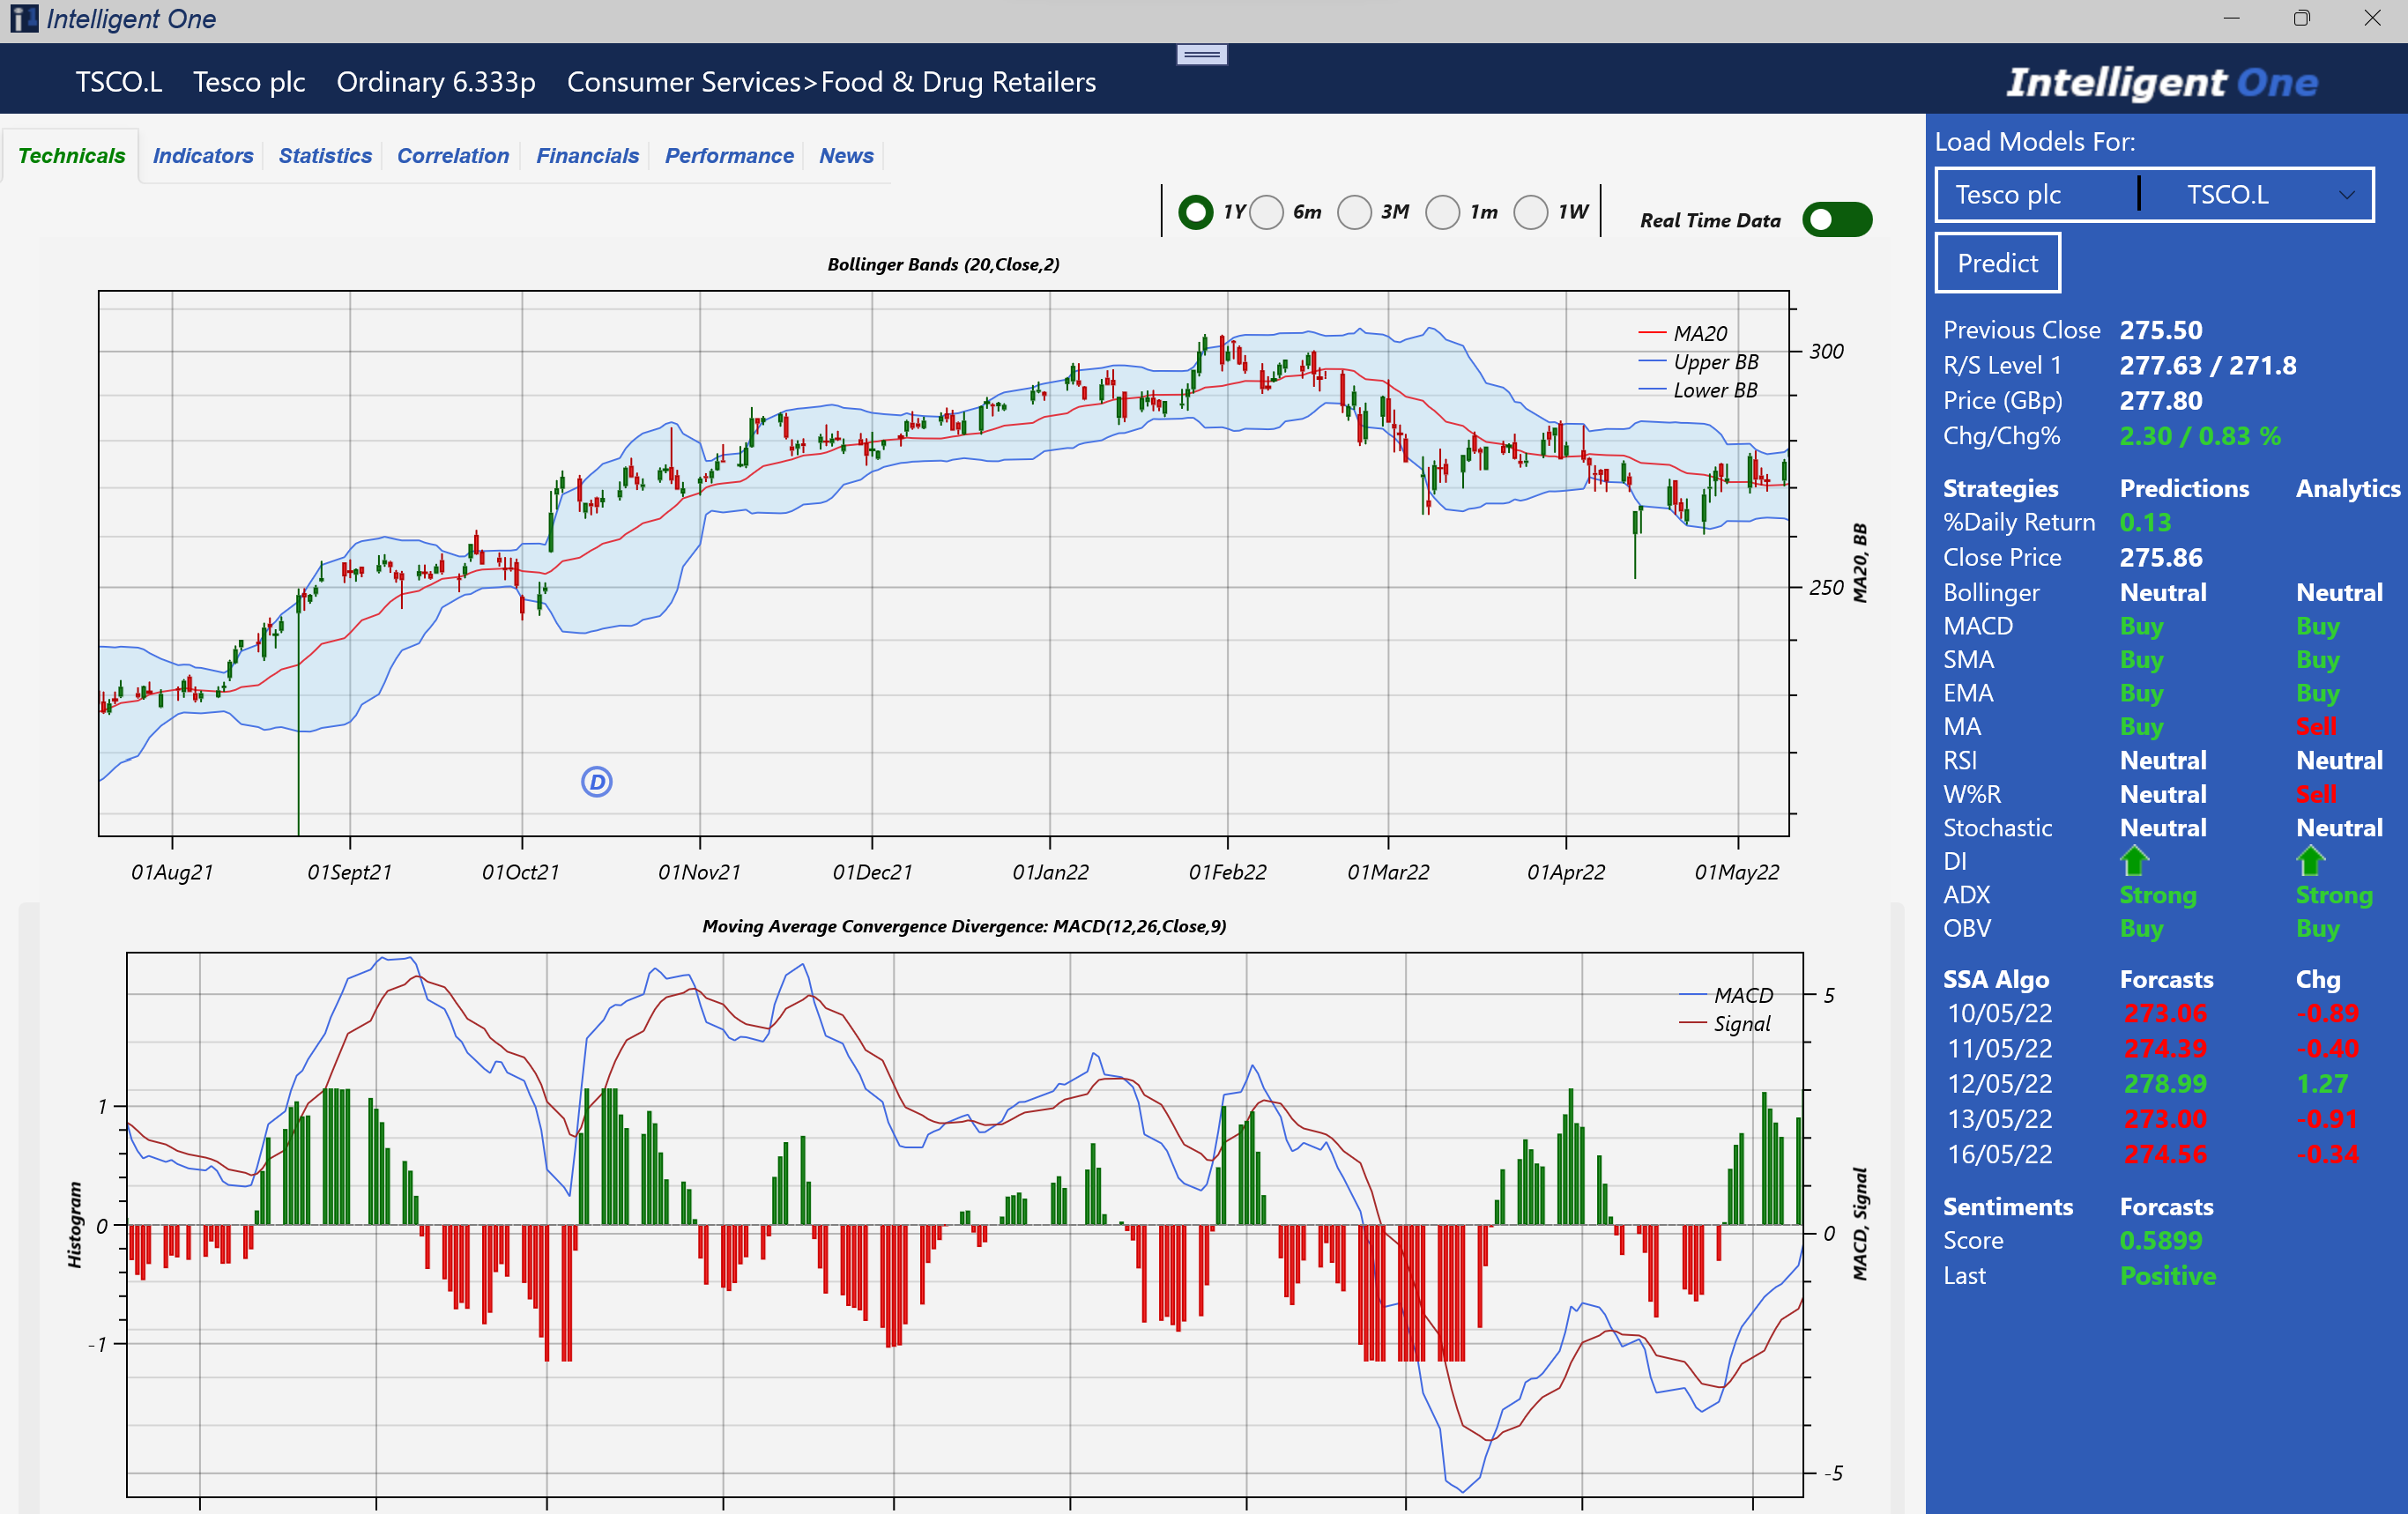 Intelligent One
TSCO.L Tesco plc Ordinary 6.333p Consumer Services>Food & Drug Retailers
Intelligent One
Technicals Indicators Statistics Correlation Financials Performance News
1Y 6m 3M 1m 1W
Real Time Data
Bollinger Bands (20,Close,2)
MA20
Upper BB
Lower BB
300
250
MA20, BB
D
01Aug21 01Sept21 01Oct21 01Nov21 01Dec21 01Jan22 01Feb22 01Mar22 01Apr22 01May22
Moving Average Convergence Divergence: MACD(12,26,Close,9)
MACD
Signal
1
0
-1
Histogram
5
0
-5
MACD, Signal
Load Models For:
Tesco plc TSCO.L
Predict
Previous Close 275.50
R/S Level 1 277.63 / 271.8
Price (GBp) 277.80
Chg/Chg% 2.30 / 0.83 %
Strategies Predictions Analytics
%Daily Return 0.13
Close Price 275.86
Bollinger Neutral Neutral
MACD Buy Buy
SMA Buy Buy
EMA Buy Buy
MA Buy Sell
RSI Neutral Neutral
W%R Neutral Sell
Stochastic Neutral Neutral
DI
ADX Strong Strong
OBV Buy Buy
SSA Algo Forcasts Chg
10/05/22 273.06 -0.89
11/05/22 274.39 -0.40
12/05/22 278.99 1.27
13/05/22 273.00 -0.91
16/05/22 274.56 -0.34
Sentiments Forcasts
Score 0.5899
Last Positive